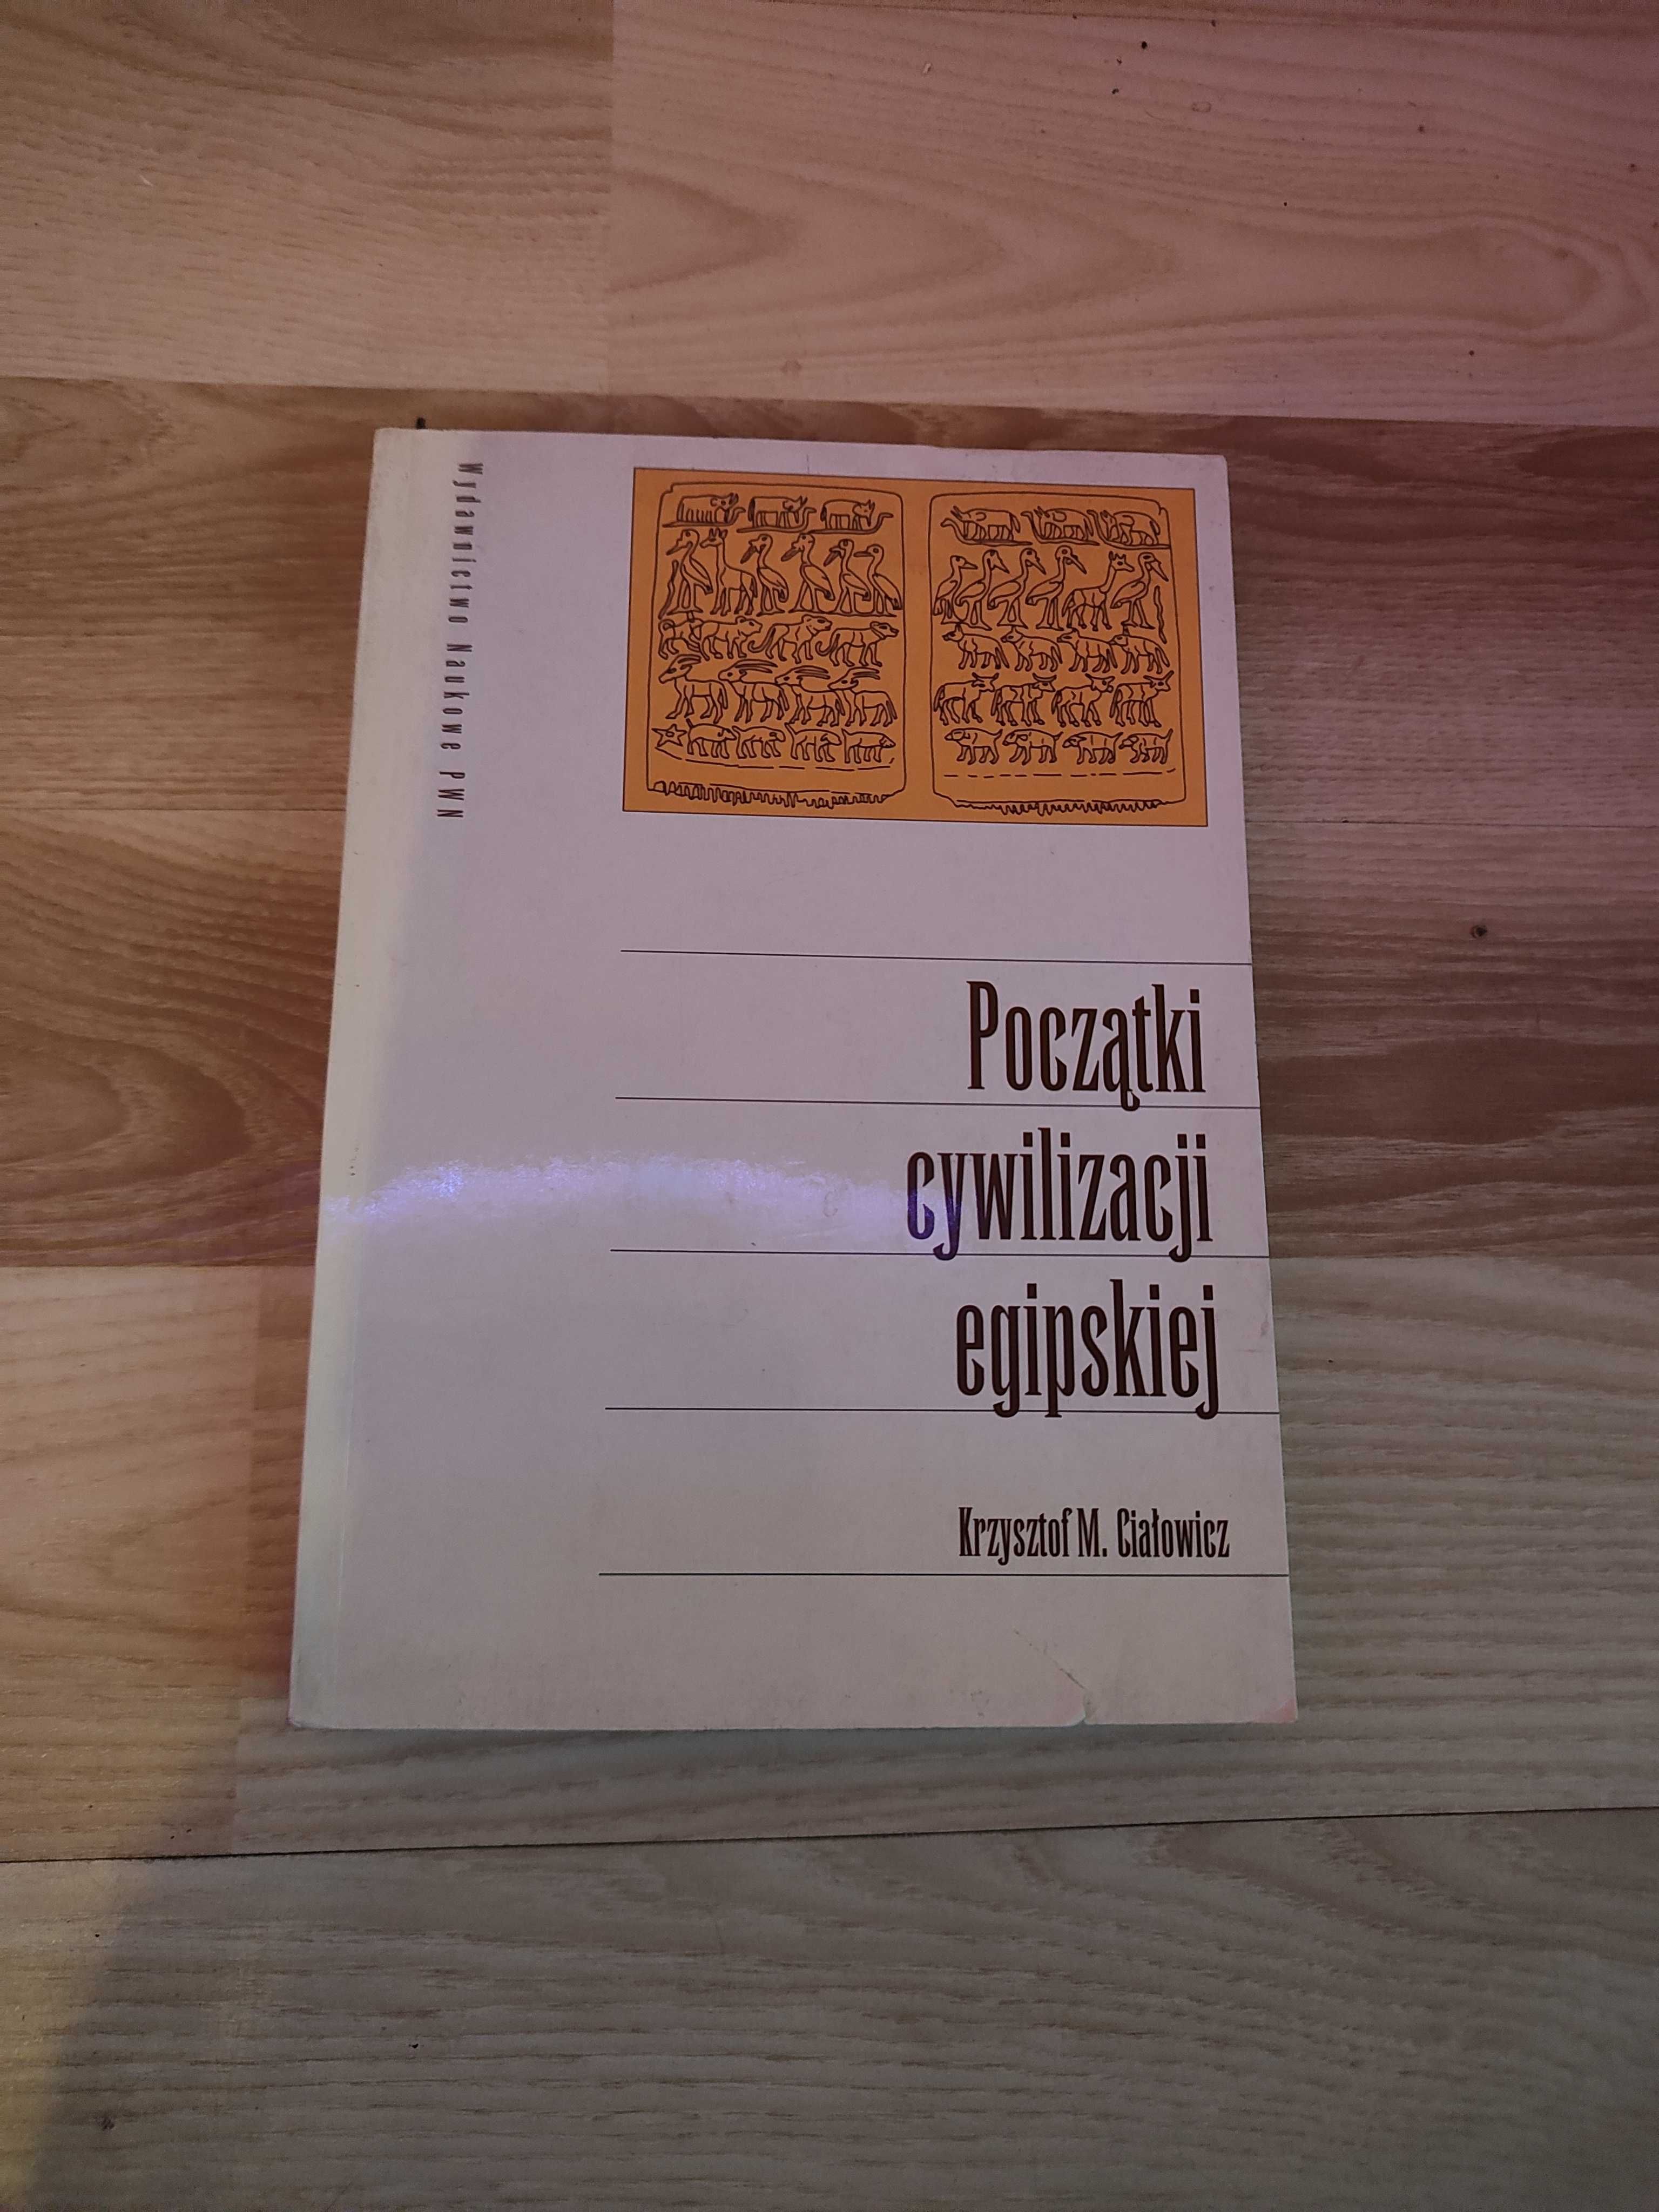 Wydawnictwo Naukowe PWN
Początki
cywilizacji
egipskiej
Krzysztof M. Ciałowicz